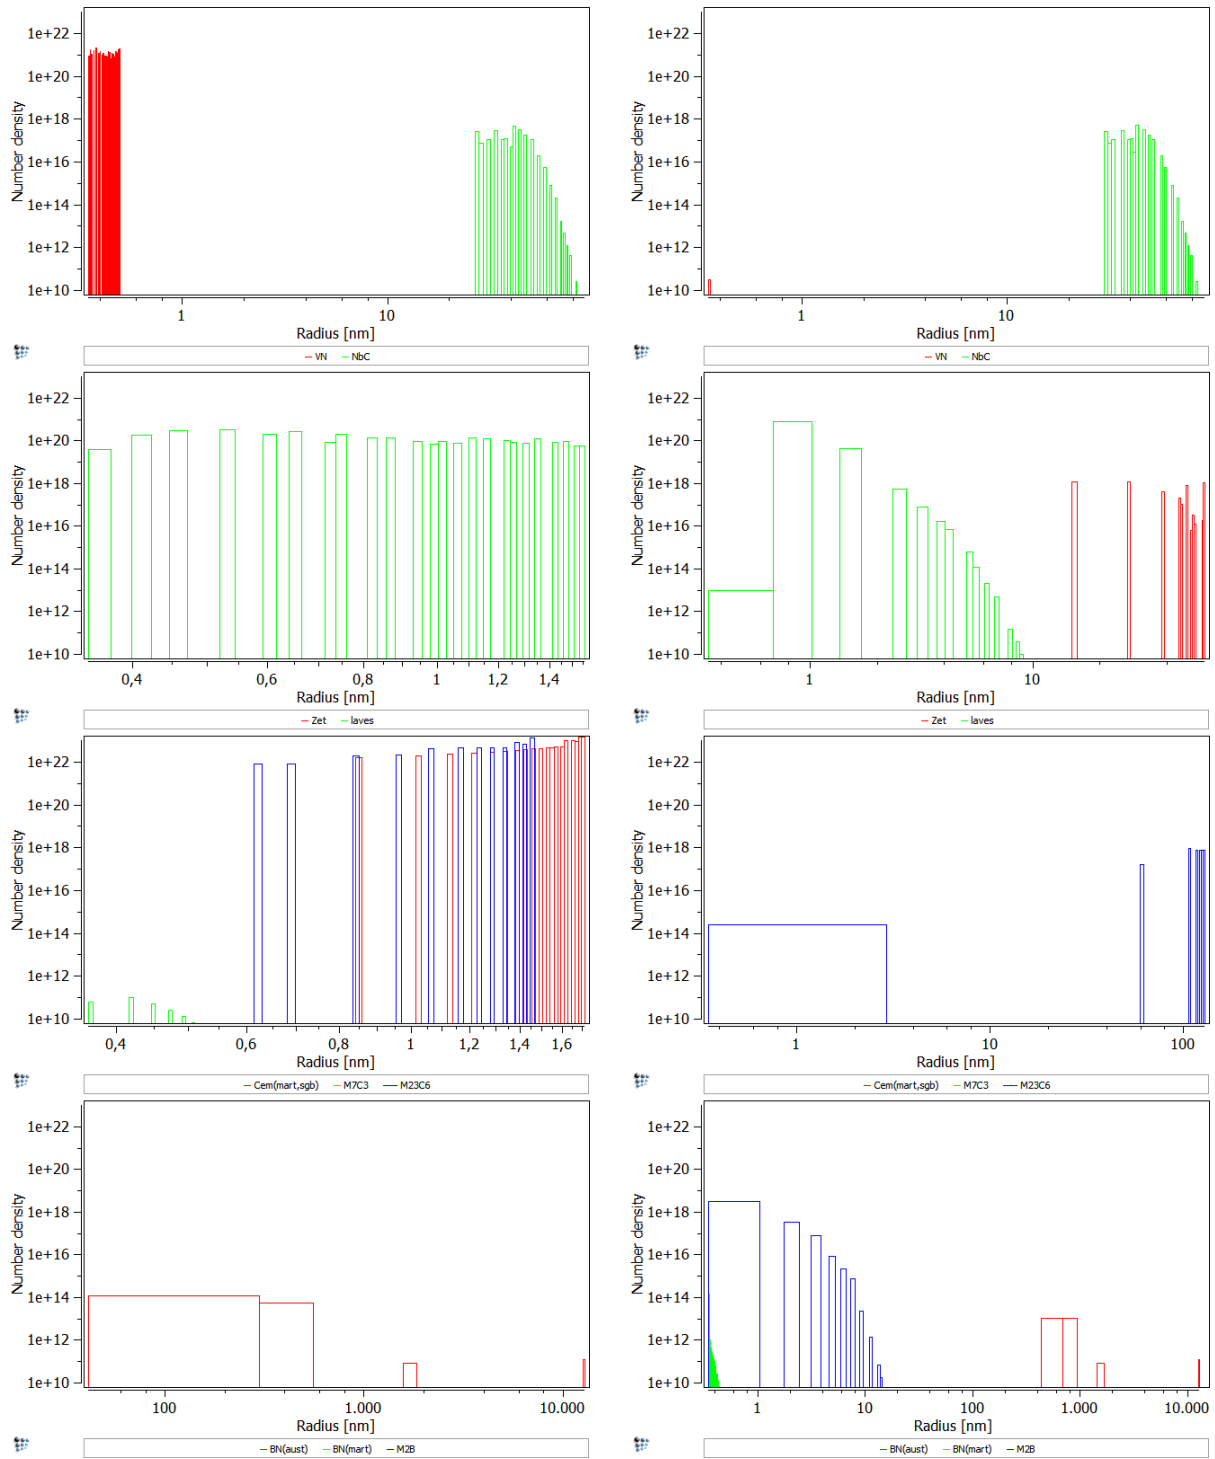 1e+22
1e+20
1e+18
1e+16
1e+14
1e+12
1e+10
Number density
1
10
Radius [nm]
VN NbC
1e+22
1e+20
1e+18
1e+16
1e+14
1e+12
1e+10
Number density
1
10
Radius [nm]
VN NbC
1e+22
1e+20
1e+18
1e+16
1e+14
1e+12
1e+10
Number density
0,4 0,6 0,8 1 1,2 1,4
Radius [nm]
Zet laves
1e+22
1e+20
1e+18
1e+16
1e+14
1e+12
1e+10
Number density
1 10
Radius [nm]
Zet laves
1e+22
1e+20
1e+18
1e+16
1e+14
1e+12
1e+10
Number density
0,4 0,6 0,8 1 1,2 1,4 1,6
Radius [nm]
Cem(mart,sgb) M7C3 M23C6
1e+22
1e+20
1e+18
1e+16
1e+14
1e+12
1e+10
Number density
1 10 100
Radius [nm]
Cem(mart,sgb) M7C3 M23C6
1e+22
1e+20
1e+18
1e+16
1e+14
1e+12
1e+10
Number density
100 1.000 10.000
Radius [nm]
BN(aust) BN(mart) M2B
1e+22
1e+20
1e+18
1e+16
1e+14
1e+12
1e+10
Number density
1 10 100 1.000 10.000
Radius [nm]
BN(aust) BN(mart) M2B